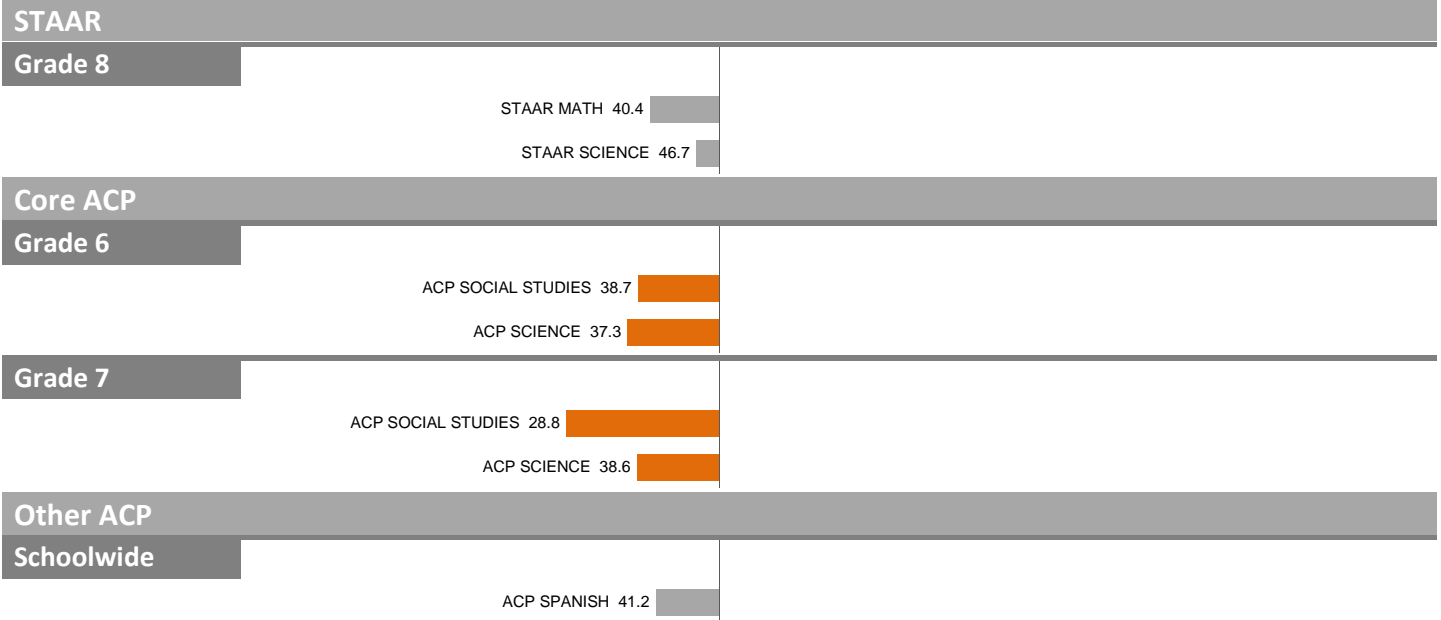 STAAR
Grade 8
STAAR MATH 40.4
STAAR SCIENCE 46.7
Core ACP
Grade 6
ACP SOCIAL STUDIES 38.7
ACP SCIENCE 37.3
Grade 7
ACP SOCIAL STUDIES 28.8
ACP SCIENCE 38.6
Other ACP
Schoolwide
ACP SPANISH 41.2